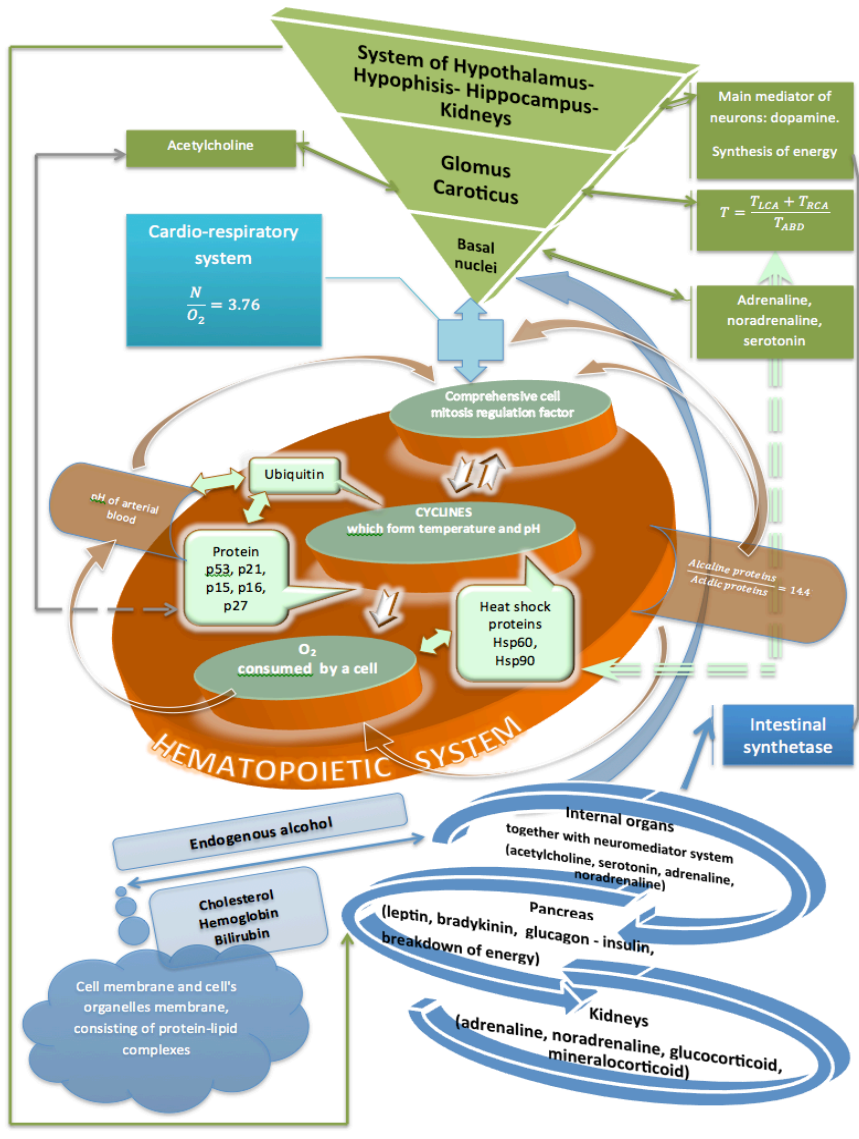 System of Hypothalamus-
Hypophisis- Hippocampus-
Kidneys
Main mediator of
neurons: dopamine.
Synthesis of energy
Acetylcholine
Glomus
Caroticus
T = (T_LCA + T_RCA) / T_ABD
Cardio-respiratory
system
N / O₂ = 3.76
Basal
nuclei
Adrenaline,
noradrenaline,
serotonin
Comprehensive cell
mitosis regulation factor
Ubiquitin
pH of arterial
blood
CYCLINES
which form temperature and pH
Protein
p53, p21,
p15, p16,
p27
Alcaline proteins / Acidic proteins = 14.4
Heat shock
proteins
Hsp60,
Hsp90
O₂
consumed by a cell
HEMATOPOIETIC SYSTEM
Intestinal
synthetase
Endogenous alcohol
Internal organs
together with neuromediator system
(acetylcholine, serotonin, adrenaline,
noradrenaline)
Cholesterol
Hemoglobin
Bilirubin
Pancreas
(leptin, bradykinin, glucagon - insulin,
breakdown of energy)
Cell membrane and cell's
organelles membrane,
consisting of protein-lipid
complexes
Kidneys
(adrenaline, noradrenaline, glucocorticoid,
mineralocorticoid)